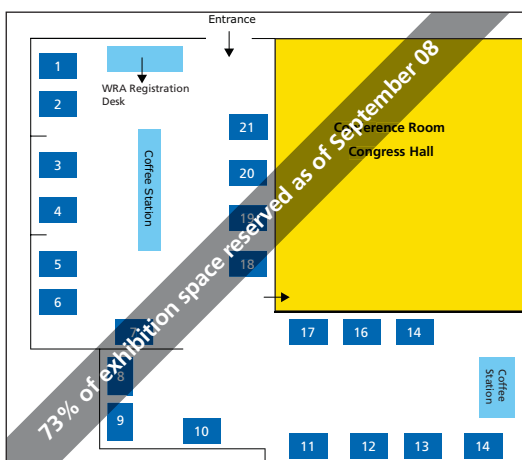 Entrance
1
WRA Registration
Desk
2
21
Conference Room
Congress Hall
Coffee Station
3
20
4
19
5
18
6
7
17
16
14
8
Coffee
Station
9
10
11
12
13
14
73% of exhibition space reserved as of September 08